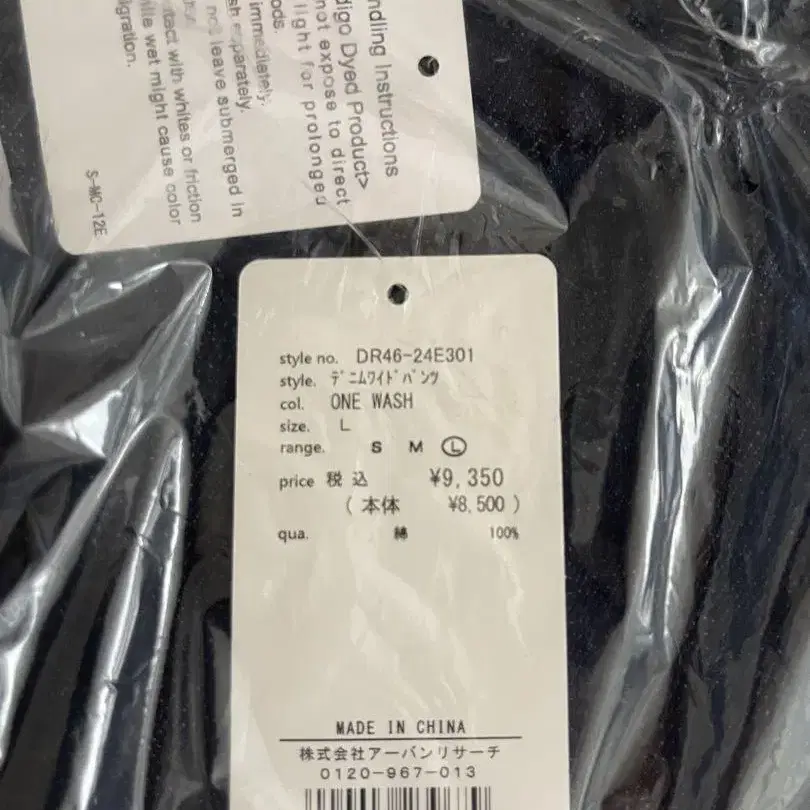 ndling Instructions
digo Dyed Product>
not expose to direct
light for prolonged
ods.
immediately.
sh separately.
not leave submerged in
ntact with whites or friction
hile wet might cause color
igration.
S-MC-12E
style no. DR46-24E301
style. ﾃﾞﾆﾑﾜｲﾄﾞﾊﾟﾝﾂ
col. ONE WASH
size. L
range. S M Ⓛ
price 税込 ¥9,350
( 本体 ¥8,500 )
qua. 綿 100%
MADE IN CHINA
株式会社アーバンリサーチ
0120-967-013